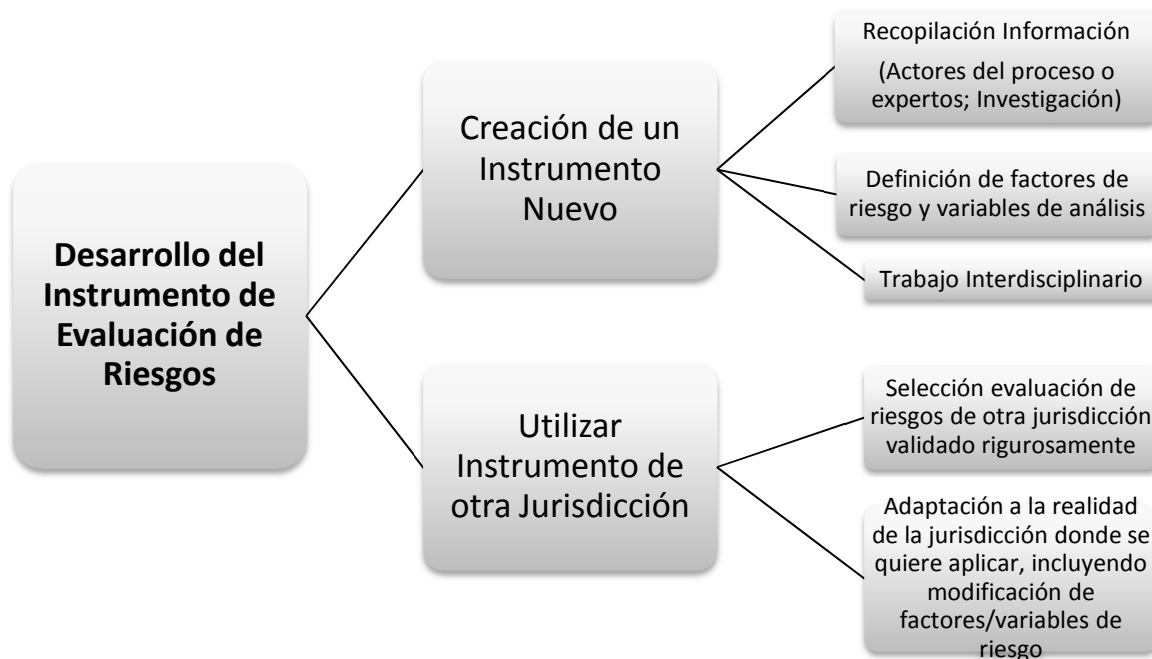 Desarrollo del
Instrumento de
Evaluación de
Riesgos
Creación de un
Instrumento
Nuevo
Recopilación Información
(Actores del proceso o
expertos; Investigación)
Definición de factores de
riesgo y variables de análisis
Trabajo Interdisciplinario
Utilizar
Instrumento de
otra Jurisdicción
Selección evaluación de
riesgos de otra jurisdicción
validado rigurosamente
Adaptación a la realidad
de la jurisdicción donde se
quiere aplicar, incluyendo
modificación de
factores/variables de
riesgo